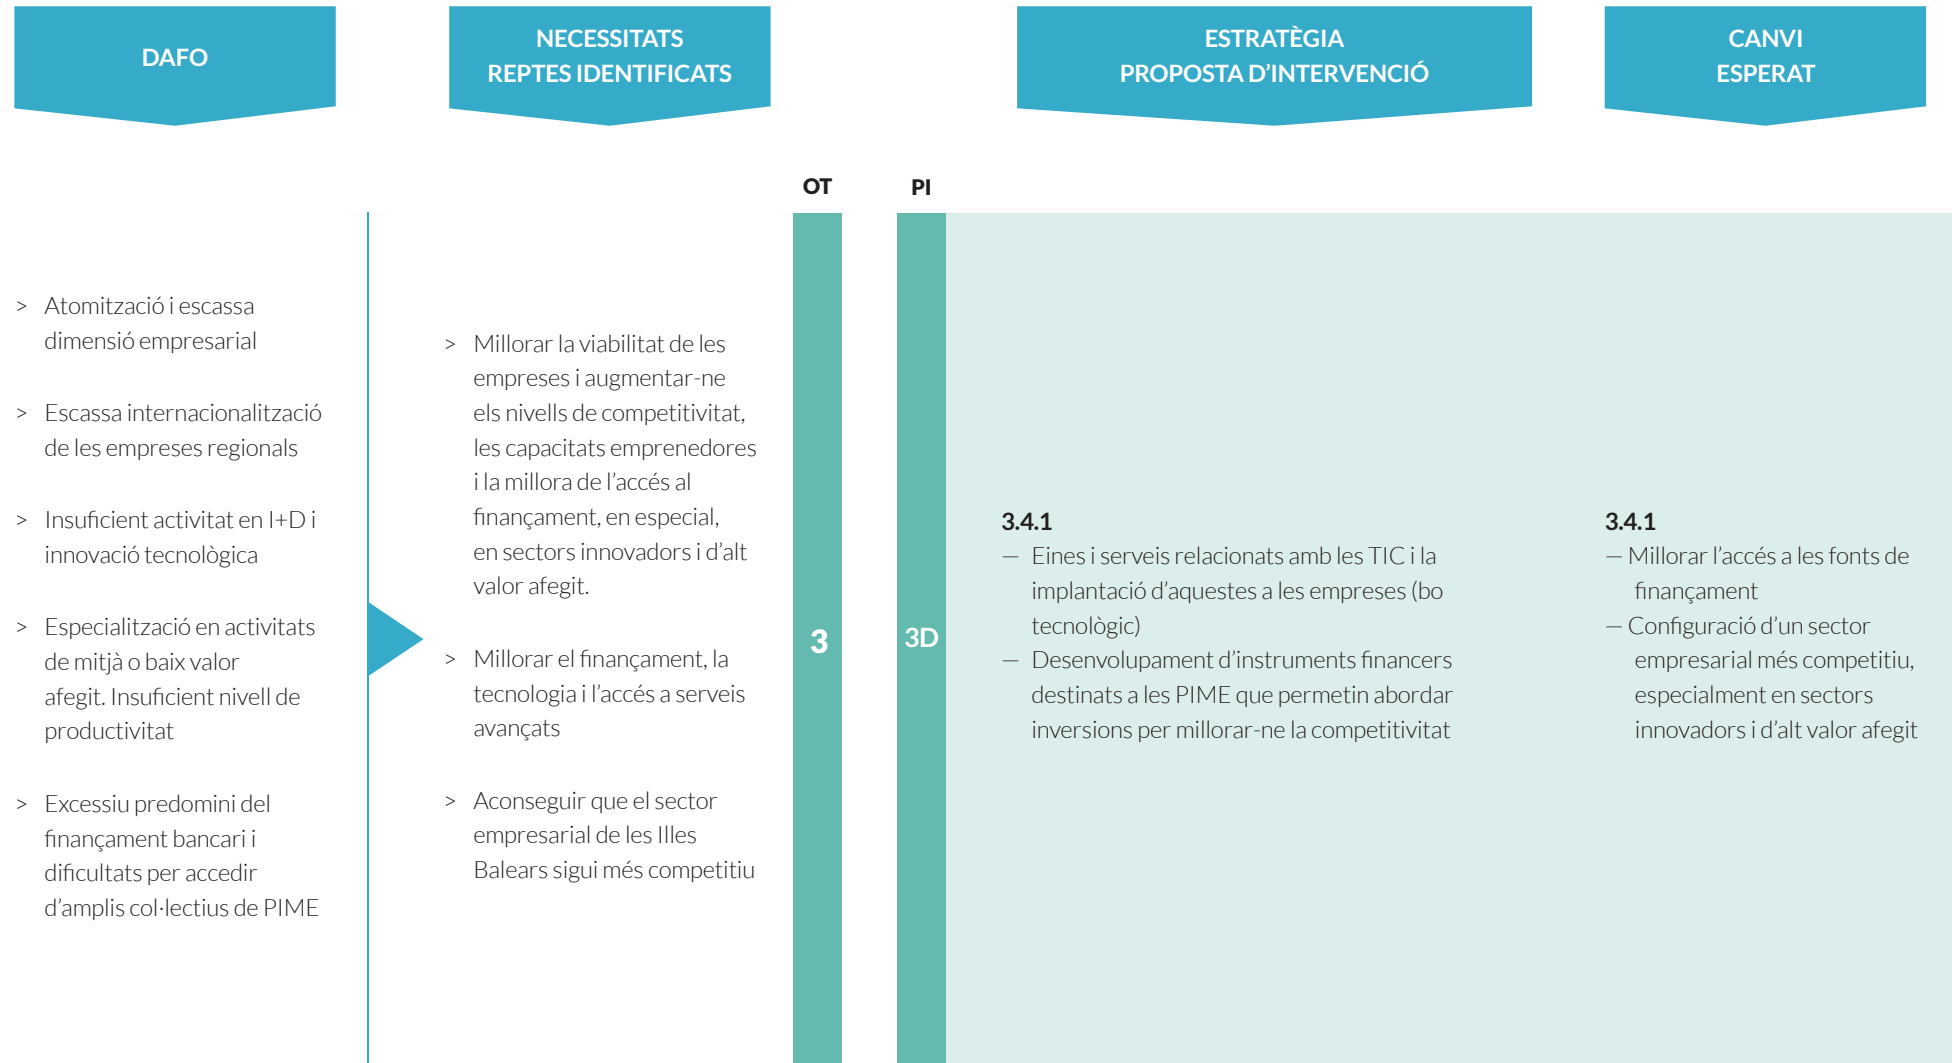 DAFO
NECESSITATS
REPTES IDENTIFICATS
ESTRATÈGIA
PROPOSTA D’INTERVENCIÓ
CANVI
ESPERAT
OT
PI
> Atomització i escassa
dimensió empresarial
> Escassa internacionalització
de les empreses regionals
> Insuficient activitat en I+D i
innovació tecnològica
> Especialització en activitats
de mitjà o baix valor
afegit. Insuficient nivell de
productivitat
> Excessiu predomini del
finançament bancari i
dificultats per accedir
d’amplis col·lectius de PIME
> Millorar la viabilitat de les
empreses i augmentar-ne
els nivells de competitivitat,
les capacitats emprenedores
i la millora de l’accés al
finançament, en especial,
en sectors innovadors i d’alt
valor afegit.
> Millorar el finançament, la
tecnologia i l’accés a serveis
avançats
> Aconseguir que el sector
empresarial de les Illes
Balears sigui més competitiu
3
3D
3.4.1
— Eines i serveis relacionats amb les TIC i la
implantació d’aquestes a les empreses (bo
tecnològic)
— Desenvolupament d’instruments financers
destinats a les PIME que permetin abordar
inversions per millorar-ne la competitivitat
3.4.1
— Millorar l’accés a les fonts de
finançament
— Configuració d’un sector
empresarial més competitiu,
especialment en sectors
innovadors i d’alt valor afegit